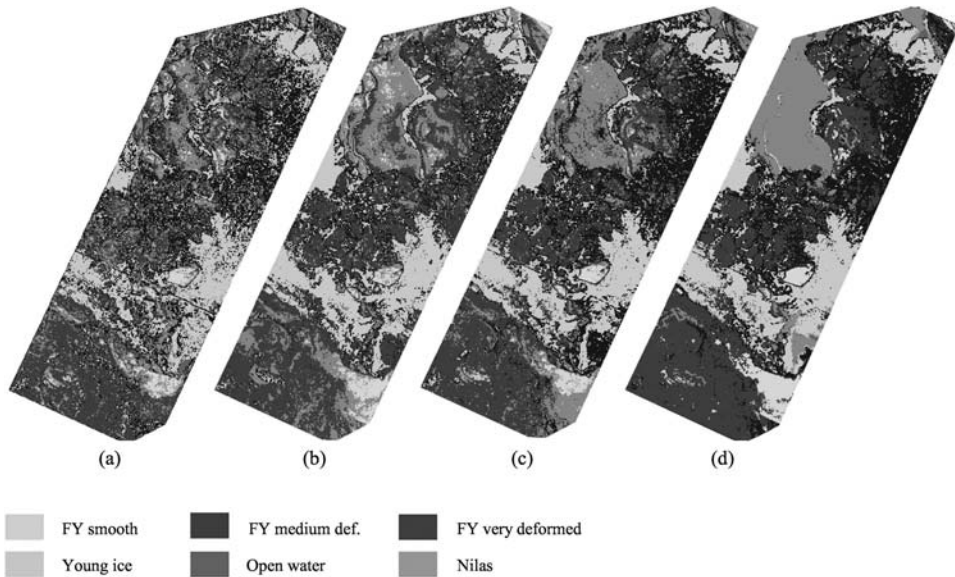 (a) (b) (c) (d)
FY smooth FY medium def. FY very deformed
Young ice Open water Nilas